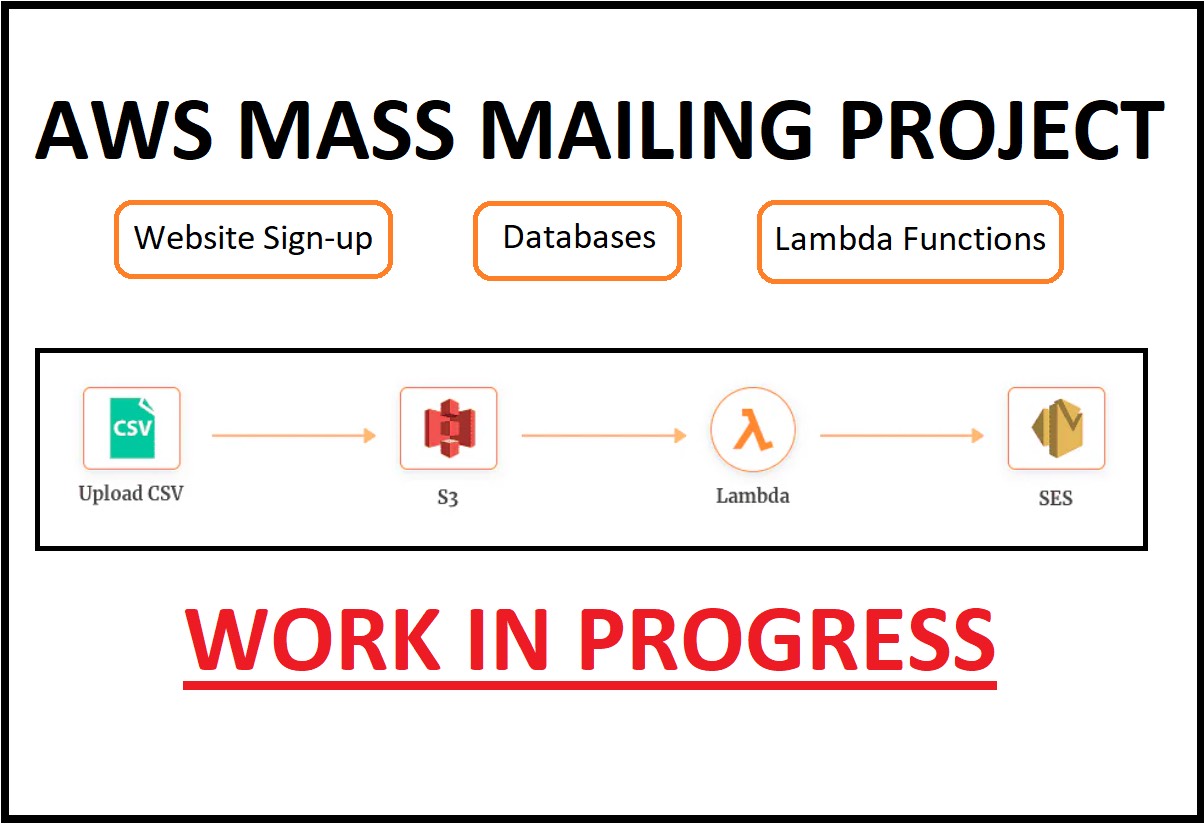 AWS MASS MAILING PROJECT
Website Sign-up
Databases
Lambda Functions
CSV
Upload CSV
S3
Lambda
SES
WORK IN PROGRESS